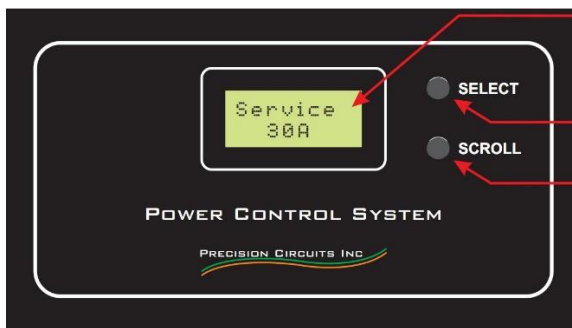 Service
30A
SELECT
SCROLL
POWER CONTROL SYSTEM
PRECISION CIRCUITS INC